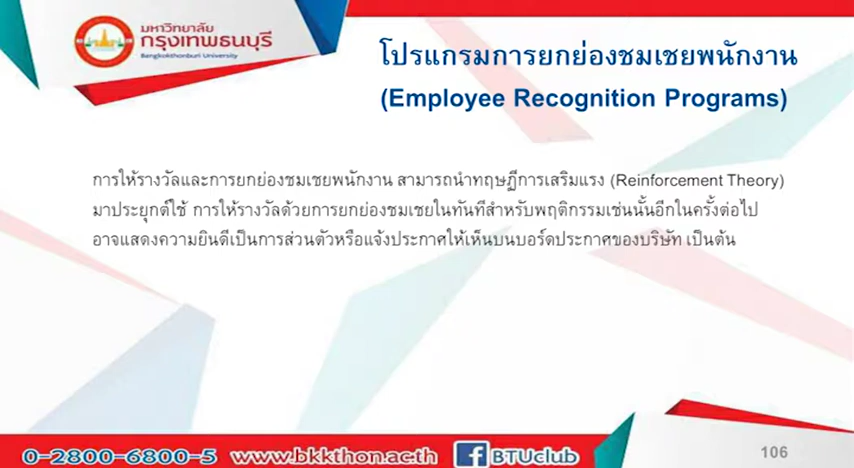 มหาวิทยาลัย
กรุงเทพธนบุรี
Bangkokthonburi University
โปรแกรมการยกย่องชมเชยพนักงาน
(Employee Recognition Programs)
การให้รางวัลและการยกย่องชมเชยพนักงาน สามารถนำทฤษฎีการเสริมแรง (Reinforcement Theory)
มาประยุกต์ใช้ การให้รางวัลด้วยการยกย่องชมเชยในทันทีสำหรับพฤติกรรมเช่นนั้นอีกในครั้งต่อไป
อาจแสดงความยินดีเป็นการส่วนตัวหรือแจ้งประกาศให้เห็นบนบอร์ดประกาศของบริษัท เป็นต้น
0-2800-6800-5 www.bkkthon.ac.th f BTUclub
106